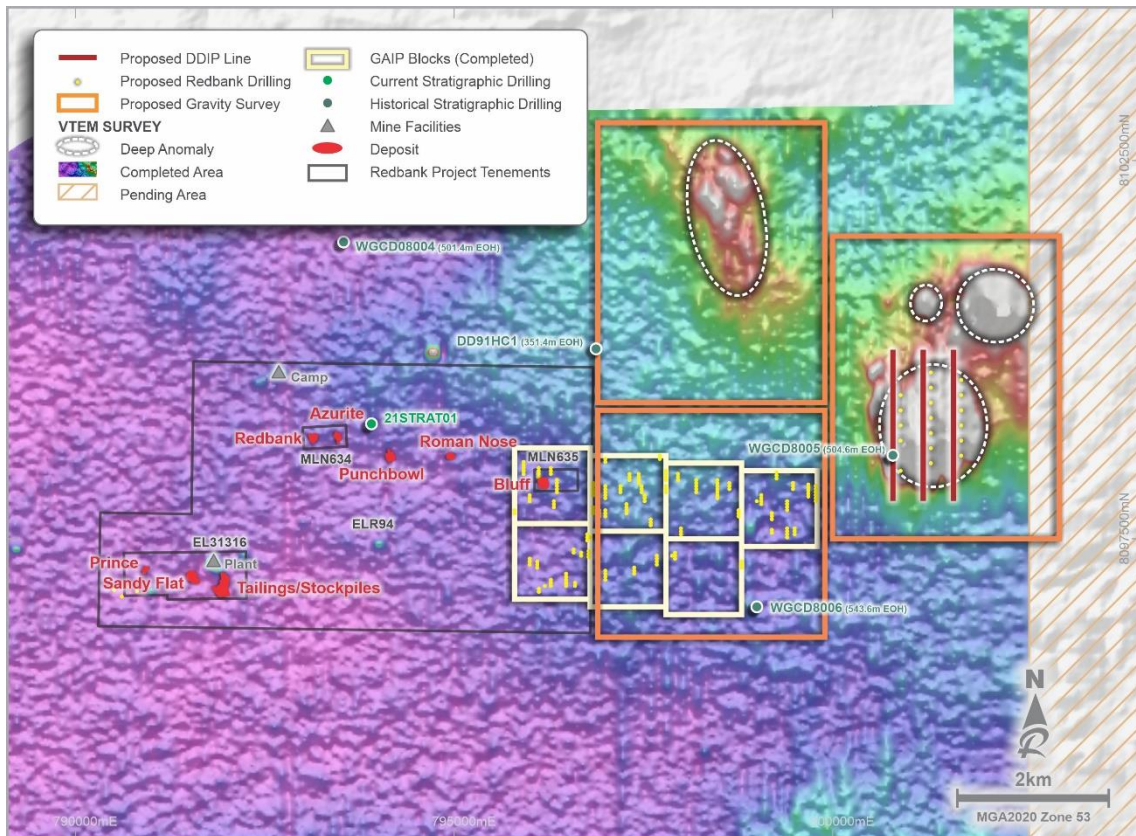 Proposed DDIP Line
Proposed Redbank Drilling
Proposed Gravity Survey
VTEM SURVEY
Deep Anomaly
Completed Area
Pending Area
GAIP Blocks (Completed)
Current Stratigraphic Drilling
Historical Stratigraphic Drilling
Mine Facilities
Deposit
Redbank Project Tenements
8102500mN
WGCD08004 (501.4m EOH)
DD91HC1 (351.4m EOH)
Camp
Azurite
21STRAT01
Redbank
MLN634
Roman Nose
Punchbowl
WGCD8005 (504.6m EOH)
MLN635
Bluff
ELR94
8097500mN
EL31316
Plant
Prince
Sandy Flat
Tailings/Stockpiles
WGCD8006 (543.6m EOH)
N
2km
MGA2020 Zone 53
790000mE
795000mE
800000mE